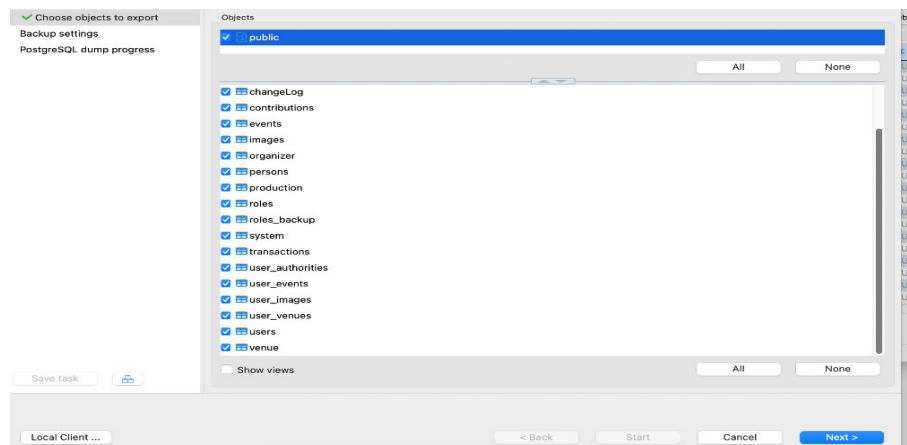 Choose objects to export
Backup settings
PostgreSQL dump progress
Objects
public
All None
changeLog
contributions
events
images
organizer
persons
production
roles
roles_backup
system
transactions
user_authorities
user_events
user_images
user_venues
users
venue
Show views
All None
Save task
Local Client ...
< Back Start Cancel Next >